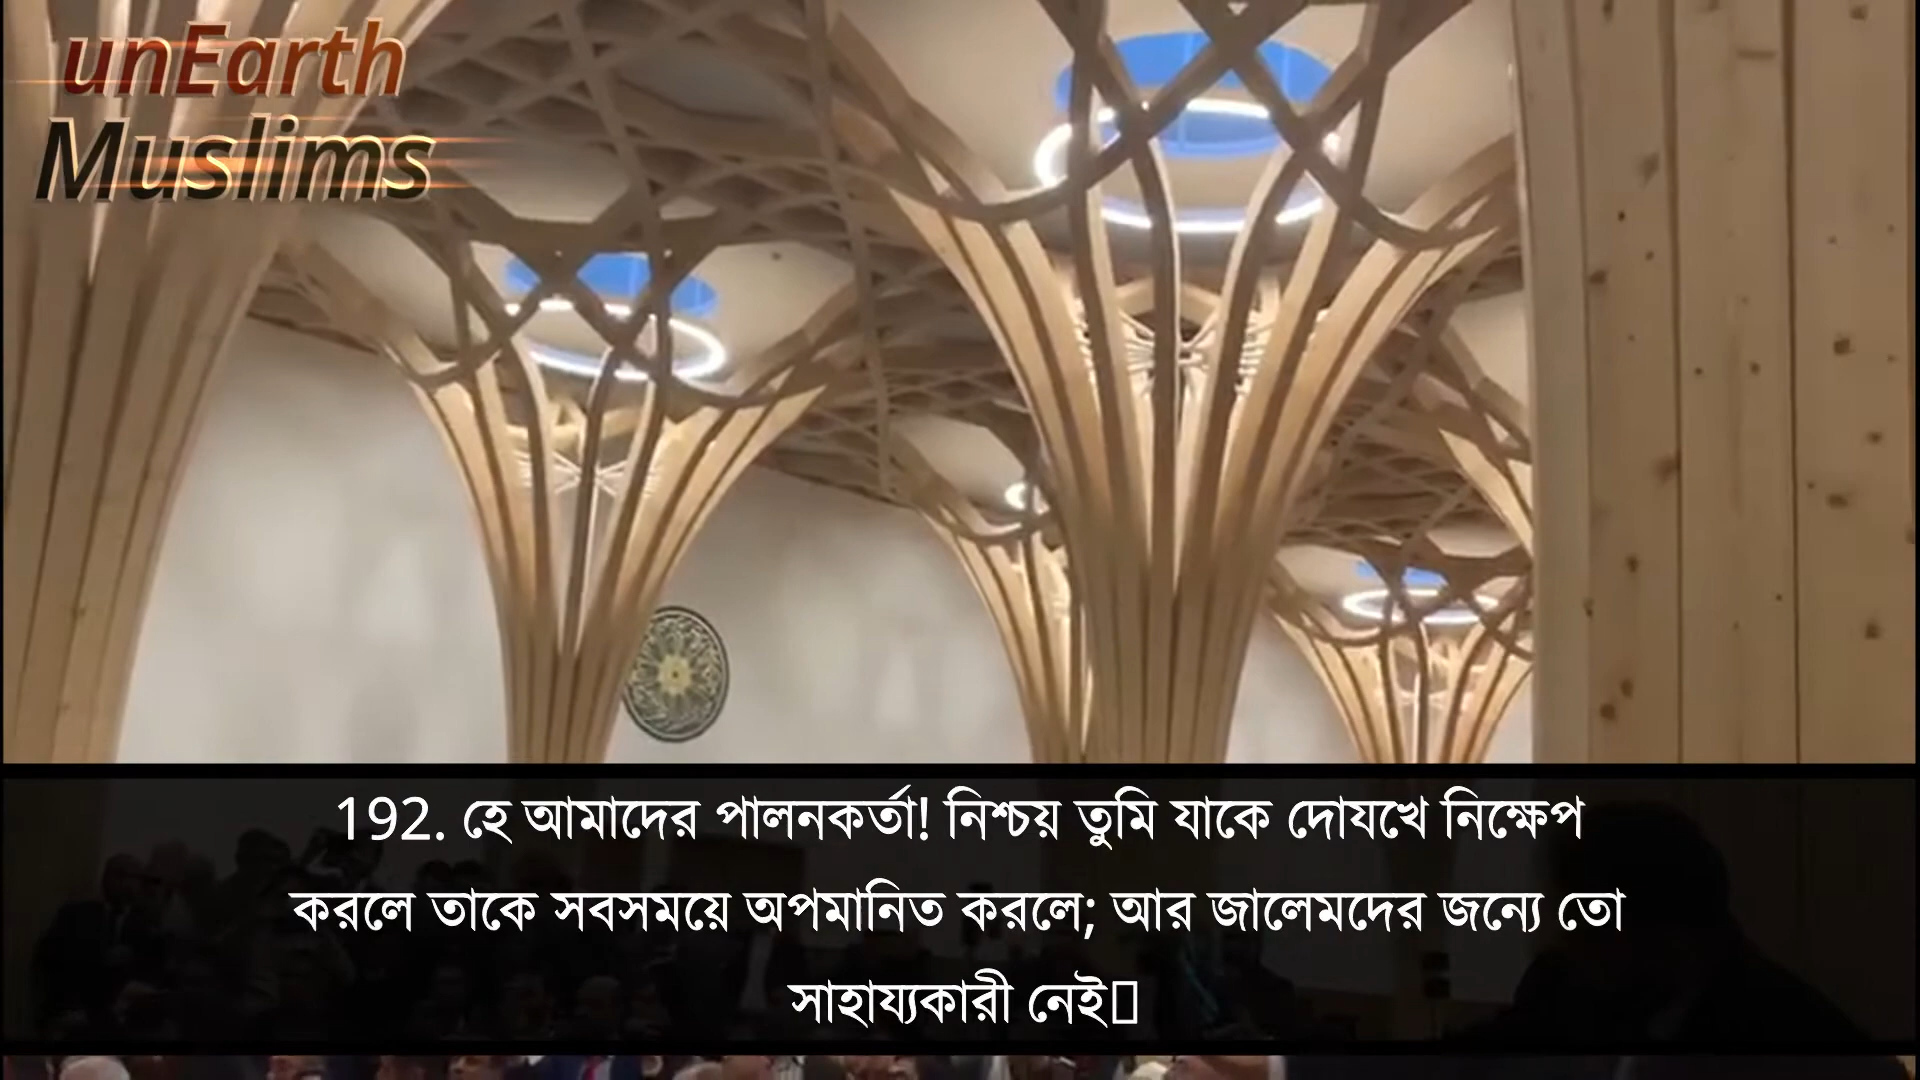 unEarth
Muslims
192. হে আমাদের পালনকর্তা! নিশ্চয় তুমি যাকে দোযখে নিক্ষেপ
করলে তাকে সবসময়ে অপমানিত করলে; আর জালেমদের জন্যে তো
সাহায্যকারী নেই